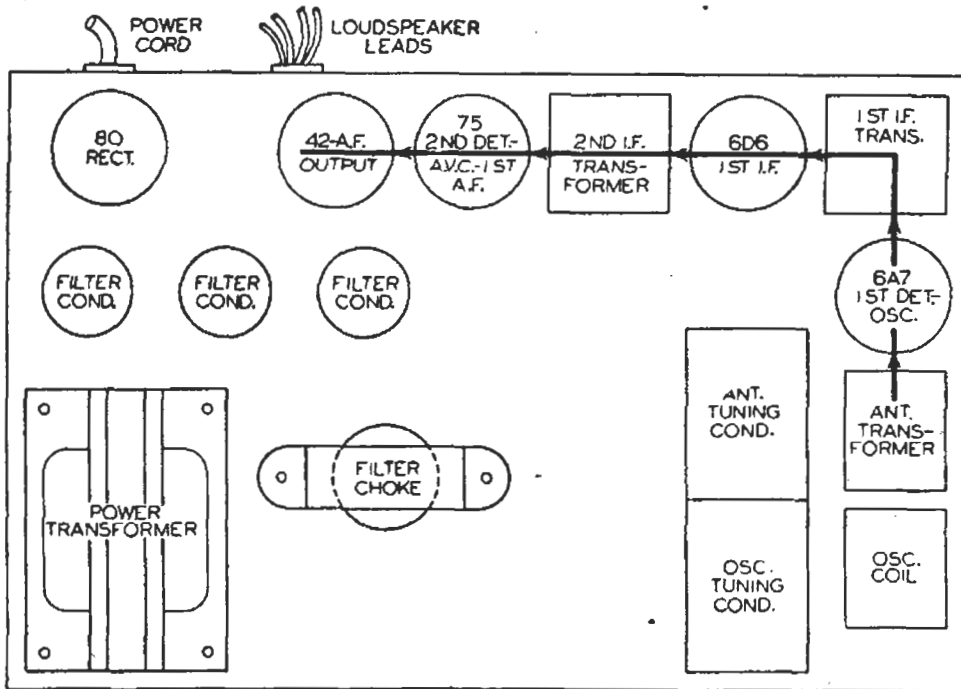 POWER
CORD
LOUDSPEAKER
LEADS
80
RECT.
42-A.F.
OUTPUT
75
2ND DET.-
A.V.C.-1ST
A.F.
2ND I.F.
TRANS-
FORMER
6D6
1ST I.F.
1ST I.F.
TRANS.
FILTER
COND.
FILTER
COND.
FILTER
COND.
6A7
1ST DET.-
OSC.
ANT.
TUNING
COND.
ANT.
TRANS-
FORMER
FILTER
CHOKE
POWER
TRANSFORMER
OSC.
TUNING
COND.
OSC.
COIL